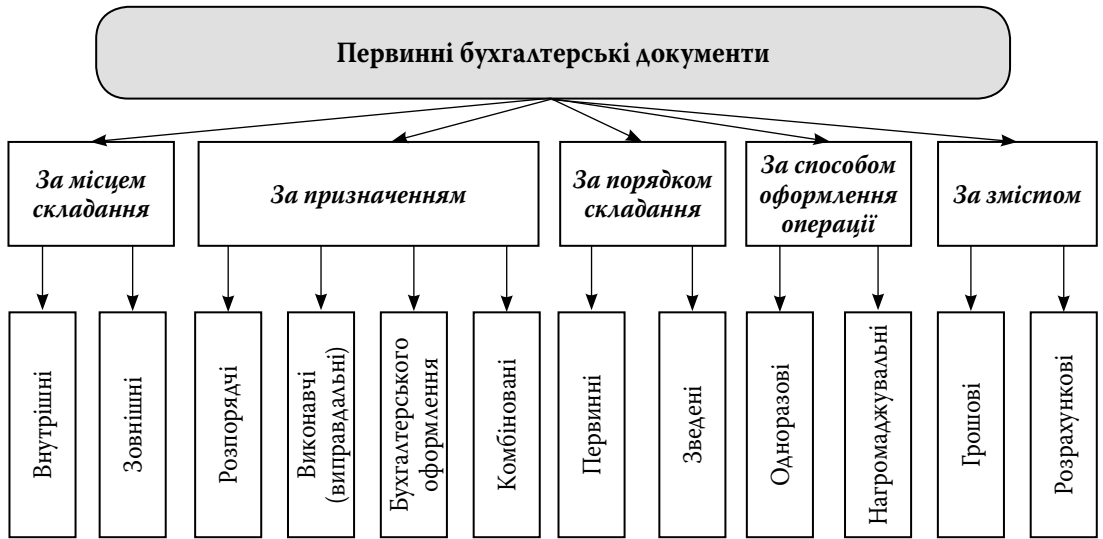 Первинні бухгалтерські документи
За місцем
складання
За призначенням
За порядком
складання
За способом
оформлення
операції
За змістом
Внутрішні
Зовнішні
Розпорядчі
Виконавчі
(виправдальні)
Бухгалтерського
оформлення
Комбіновані
Первинні
Зведені
Одноразові
Нагромаджувальні
Грошові
Розрахункові